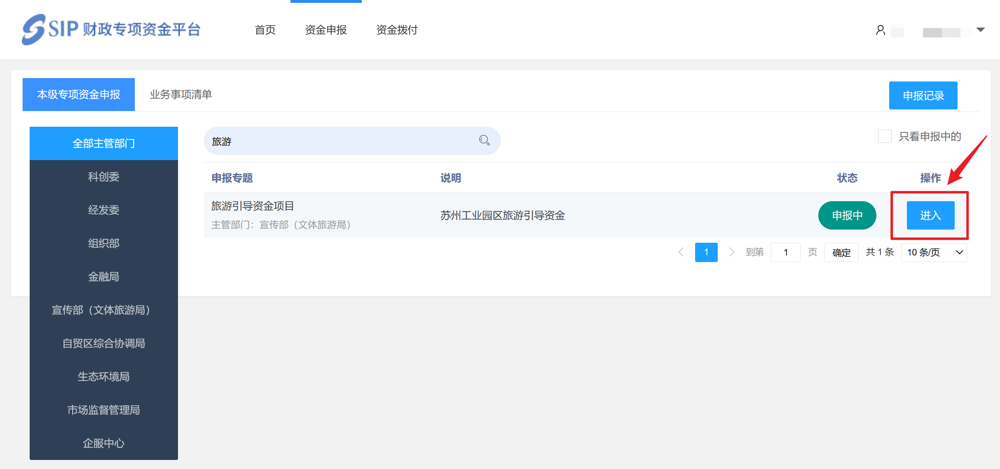 SIP 财政专项资金平台
首页 资金申报 资金拨付
本级专项资金申报 业务事项清单 申报记录
全部主管部门
科创委
经发委
组织部
金融局
宣传部（文体旅游局）
自贸区综合协调局
生态环境局
市场监督管理局
企服中心
旅游 只看申报中的
申报专题 说明 状态 操作
旅游引导资金项目
主管部门：宣传部（文体旅游局）
苏州工业园区旅游引导资金 申报中 进入
1 到第 1 页 确定 共 1 条 10 条/页